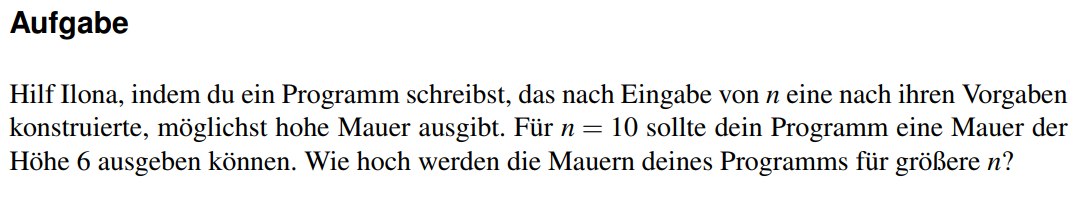 Aufgabe
Hilf Ilona, indem du ein Programm schreibst, das nach Eingabe von n eine nach ihren Vorgaben
konstruierte, möglichst hohe Mauer ausgibt. Für n = 10 sollte dein Programm eine Mauer der
Höhe 6 ausgeben können. Wie hoch werden die Mauern deines Programms für größere n?